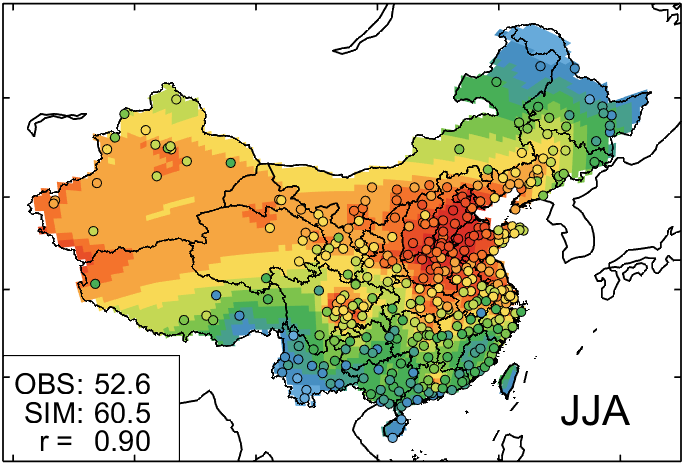 OBS: 52.6
SIM: 60.5
r = 0.90
JJA